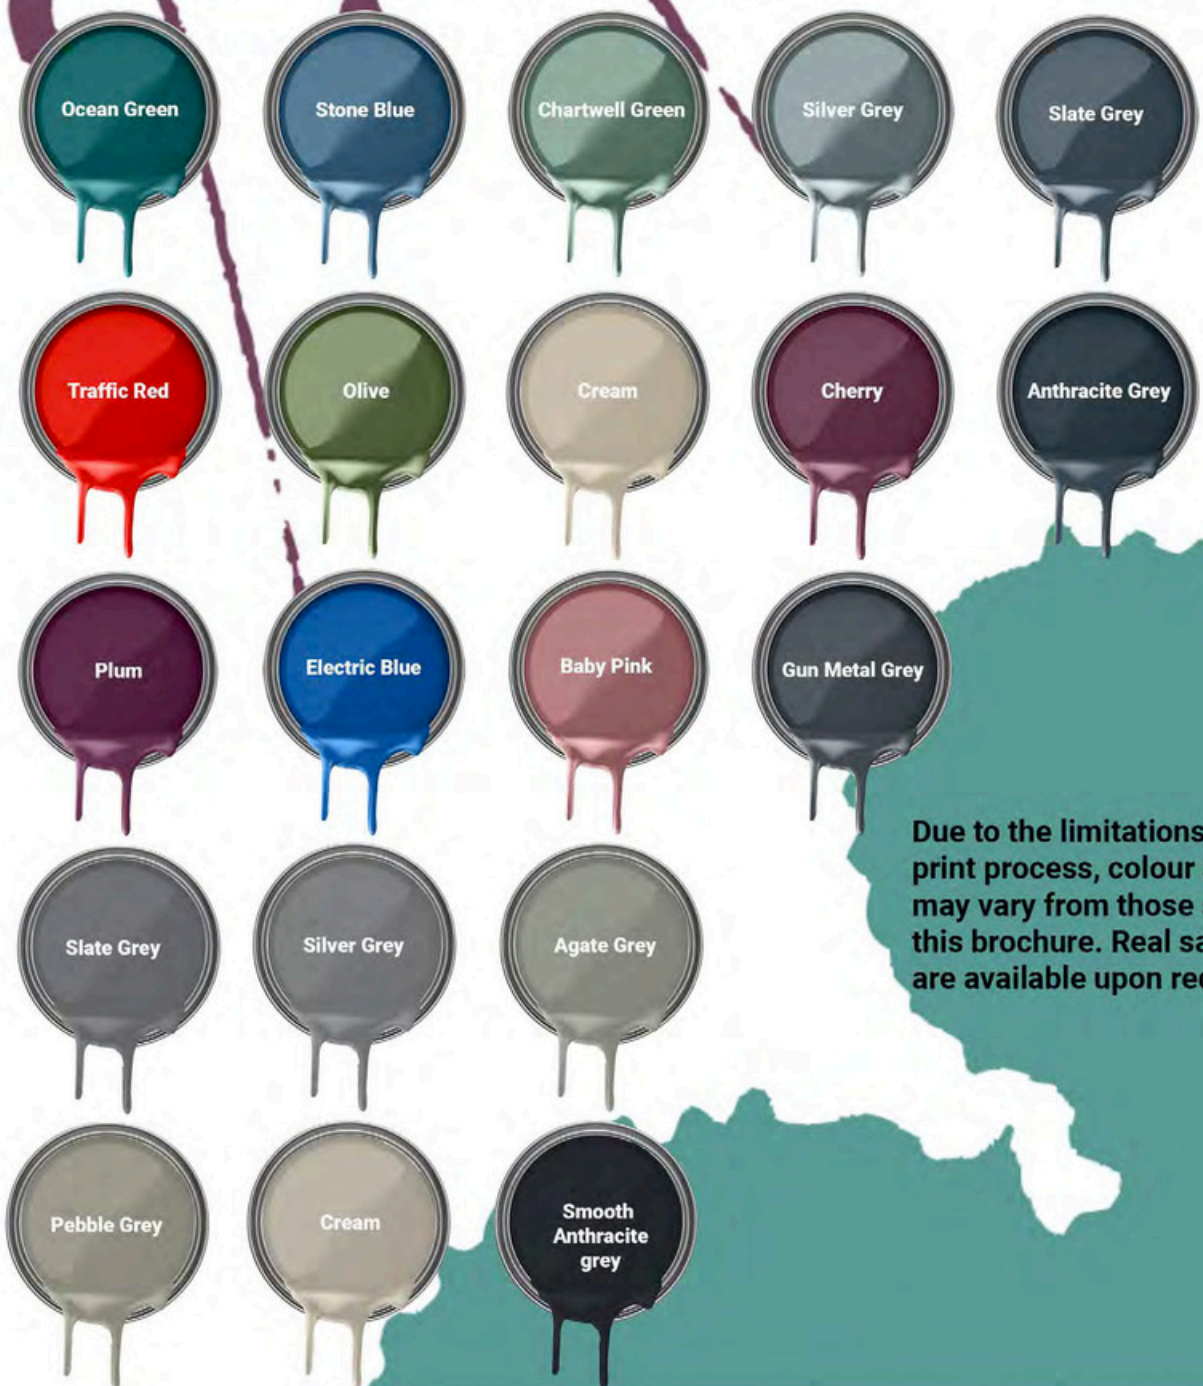 Ocean Green
Stone Blue
Chartwell Green
Silver Grey
Slate Grey
Traffic Red
Olive
Cream
Cherry
Anthracite Grey
Plum
Electric Blue
Baby Pink
Gun Metal Grey
Due to the limitations
print process, colour
may vary from those
this brochure. Real
are available upon
Slate Grey
Silver Grey
Agate Grey
Pebble Grey
Cream
Smooth
Anthracite
grey